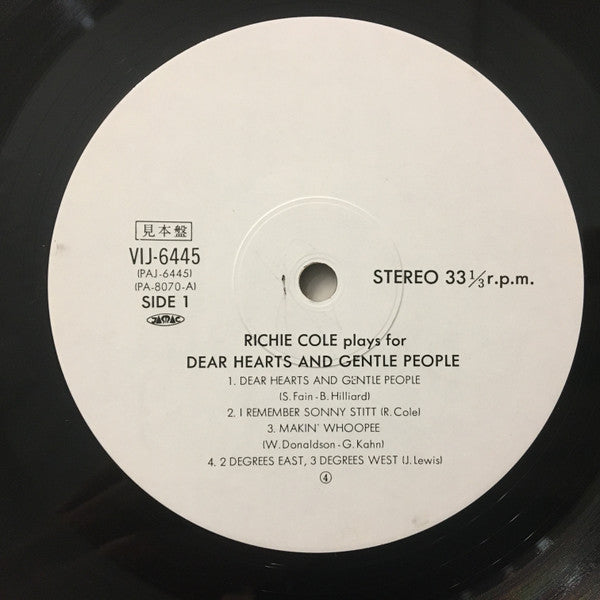 見本盤
VIJ-6445
(PAJ-6445)
(PA-8070-A)
SIDE 1
JASRAC
STEREO 33⅓r.p.m.
RICHIE COLE plays for
DEAR HEARTS AND GENTLE PEOPLE
1. DEAR HEARTS AND GENTLE PEOPLE
(S. Fain-B. Hilliard)
2. I REMEMBER SONNY STITT (R. Cole)
3. MAKIN' WHOOPEE
(W. Donaldson-G. Kahn)
4. 2 DEGREES EAST, 3 DEGREES WEST (J. Lewis)
④